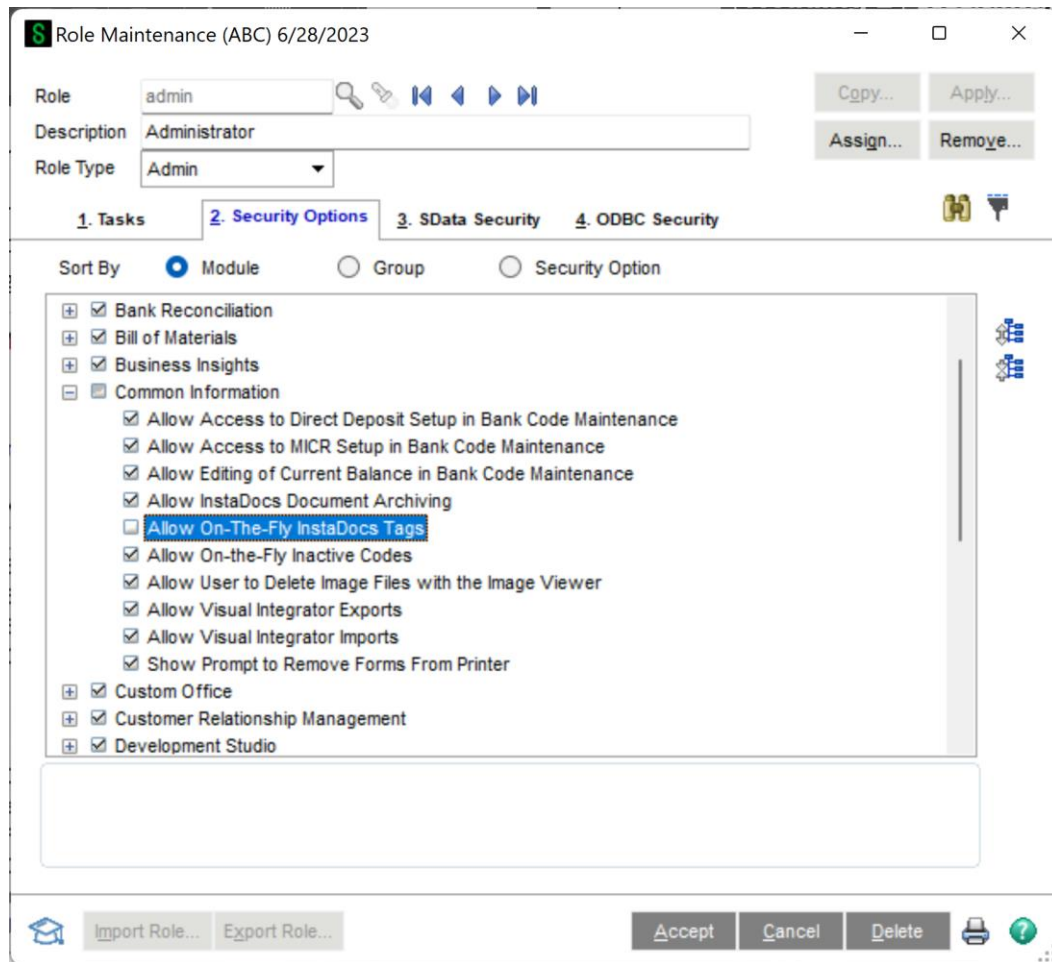 S Role Maintenance (ABC) 6/28/2023
Role admin Copy... Apply...
Description Administrator Assign... Remove...
Role Type Admin
1. Tasks 2. Security Options 3. SData Security 4. ODBC Security
Sort By Module Group Security Option
Bank Reconciliation
Bill of Materials
Business Insights
Common Information
Allow Access to Direct Deposit Setup in Bank Code Maintenance
Allow Access to MICR Setup in Bank Code Maintenance
Allow Editing of Current Balance in Bank Code Maintenance
Allow InstaDocs Document Archiving
Allow On-The-Fly InstaDocs Tags
Allow On-the-Fly Inactive Codes
Allow User to Delete Image Files with the Image Viewer
Allow Visual Integrator Exports
Allow Visual Integrator Imports
Show Prompt to Remove Forms From Printer
Custom Office
Customer Relationship Management
Development Studio
Import Role... Export Role... Accept Cancel Delete ?